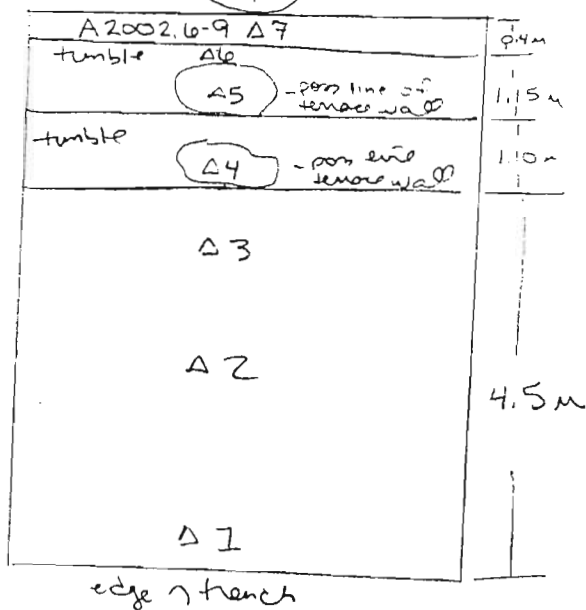 A2002.6-9 Δ7
0.4m
tumble Δ6
Δ5 - poss line of
terrace wall
1.15m
tumble
Δ4 - poss
terrace wall
1.10m
Δ3
Δ2
4.5m
Δ1
edge of trench